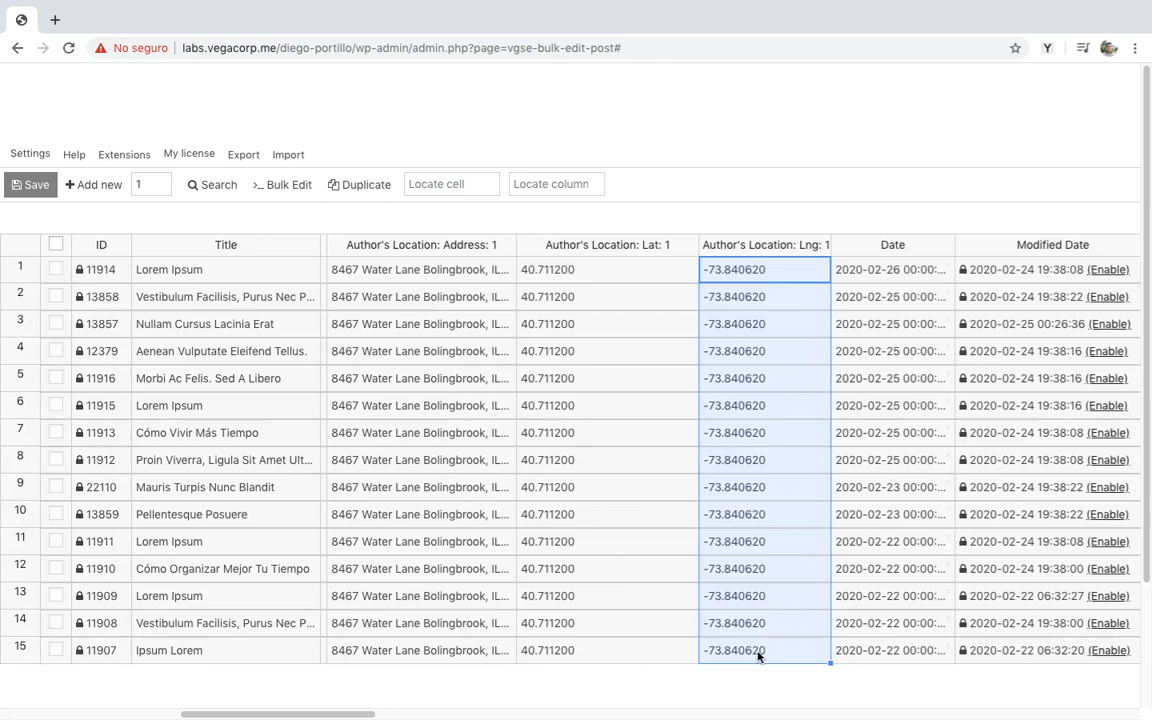 No seguro
labs.vegacorp.me/diego-portillo/wp-admin/admin.php?page=vgse-bulk-edit-post#
Y
Settings Help Extensions My license Export Import
Save Add new 1 Search Bulk Edit Duplicate Locate cell Locate column
ID Title Author's Location: Address: 1 Author's Location: Lat: 1 Author's Location: Lng: 1 Date Modified Date
1 11914 Lorem Ipsum 8467 Water Lane Bolingbrook, IL... 40.711200 -73.840620 2020-02-26 00:00:... 2020-02-24 19:38:08 (Enable)
2 13858 Vestibulum Facilisis, Purus Nec P... 8467 Water Lane Bolingbrook, IL... 40.711200 -73.840620 2020-02-25 00:00:... 2020-02-24 19:38:22 (Enable)
3 13857 Nullam Cursus Lacinia Erat 8467 Water Lane Bolingbrook, IL... 40.711200 -73.840620 2020-02-25 00:00:... 2020-02-25 00:26:36 (Enable)
4 12379 Aenean Vulputate Eleifend Tellus. 8467 Water Lane Bolingbrook, IL... 40.711200 -73.840620 2020-02-25 00:00:... 2020-02-24 19:38:16 (Enable)
5 11916 Morbi Ac Felis. Sed A Libero 8467 Water Lane Bolingbrook, IL... 40.711200 -73.840620 2020-02-25 00:00:... 2020-02-24 19:38:16 (Enable)
6 11915 Lorem Ipsum 8467 Water Lane Bolingbrook, IL... 40.711200 -73.840620 2020-02-25 00:00:... 2020-02-24 19:38:16 (Enable)
7 11913 Cómo Vivir Más Tiempo 8467 Water Lane Bolingbrook, IL... 40.711200 -73.840620 2020-02-25 00:00:... 2020-02-24 19:38:08 (Enable)
8 11912 Proin Viverra, Ligula Sit Amet Ult... 8467 Water Lane Bolingbrook, IL... 40.711200 -73.840620 2020-02-25 00:00:... 2020-02-24 19:38:08 (Enable)
9 22110 Mauris Turpis Nunc Blandit 8467 Water Lane Bolingbrook, IL... 40.711200 -73.840620 2020-02-23 00:00:... 2020-02-24 19:38:22 (Enable)
10 13859 Pellentesque Posuere 8467 Water Lane Bolingbrook, IL... 40.711200 -73.840620 2020-02-23 00:00:... 2020-02-24 19:38:22 (Enable)
11 11911 Lorem Ipsum 8467 Water Lane Bolingbrook, IL... 40.711200 -73.840620 2020-02-22 00:00:... 2020-02-24 19:38:08 (Enable)
12 11910 Cómo Organizar Mejor Tu Tiempo 8467 Water Lane Bolingbrook, IL... 40.711200 -73.840620 2020-02-22 00:00:... 2020-02-24 19:38:00 (Enable)
13 11909 Lorem Ipsum 8467 Water Lane Bolingbrook, IL... 40.711200 -73.840620 2020-02-22 00:00:... 2020-02-22 06:32:27 (Enable)
14 11908 Vestibulum Facilisis, Purus Nec P... 8467 Water Lane Bolingbrook, IL... 40.711200 -73.840620 2020-02-22 00:00:... 2020-02-24 19:38:00 (Enable)
15 11907 Ipsum Lorem 8467 Water Lane Bolingbrook, IL... 40.711200 -73.840620 2020-02-22 00:00:... 2020-02-22 06:32:20 (Enable)